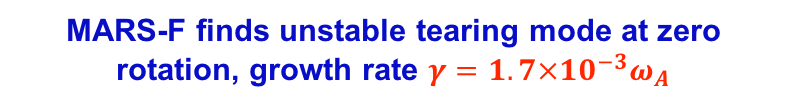 MARS-F finds unstable tearing mode at zero
rotation, growth rate γ = 1.7×10⁻³ω_A